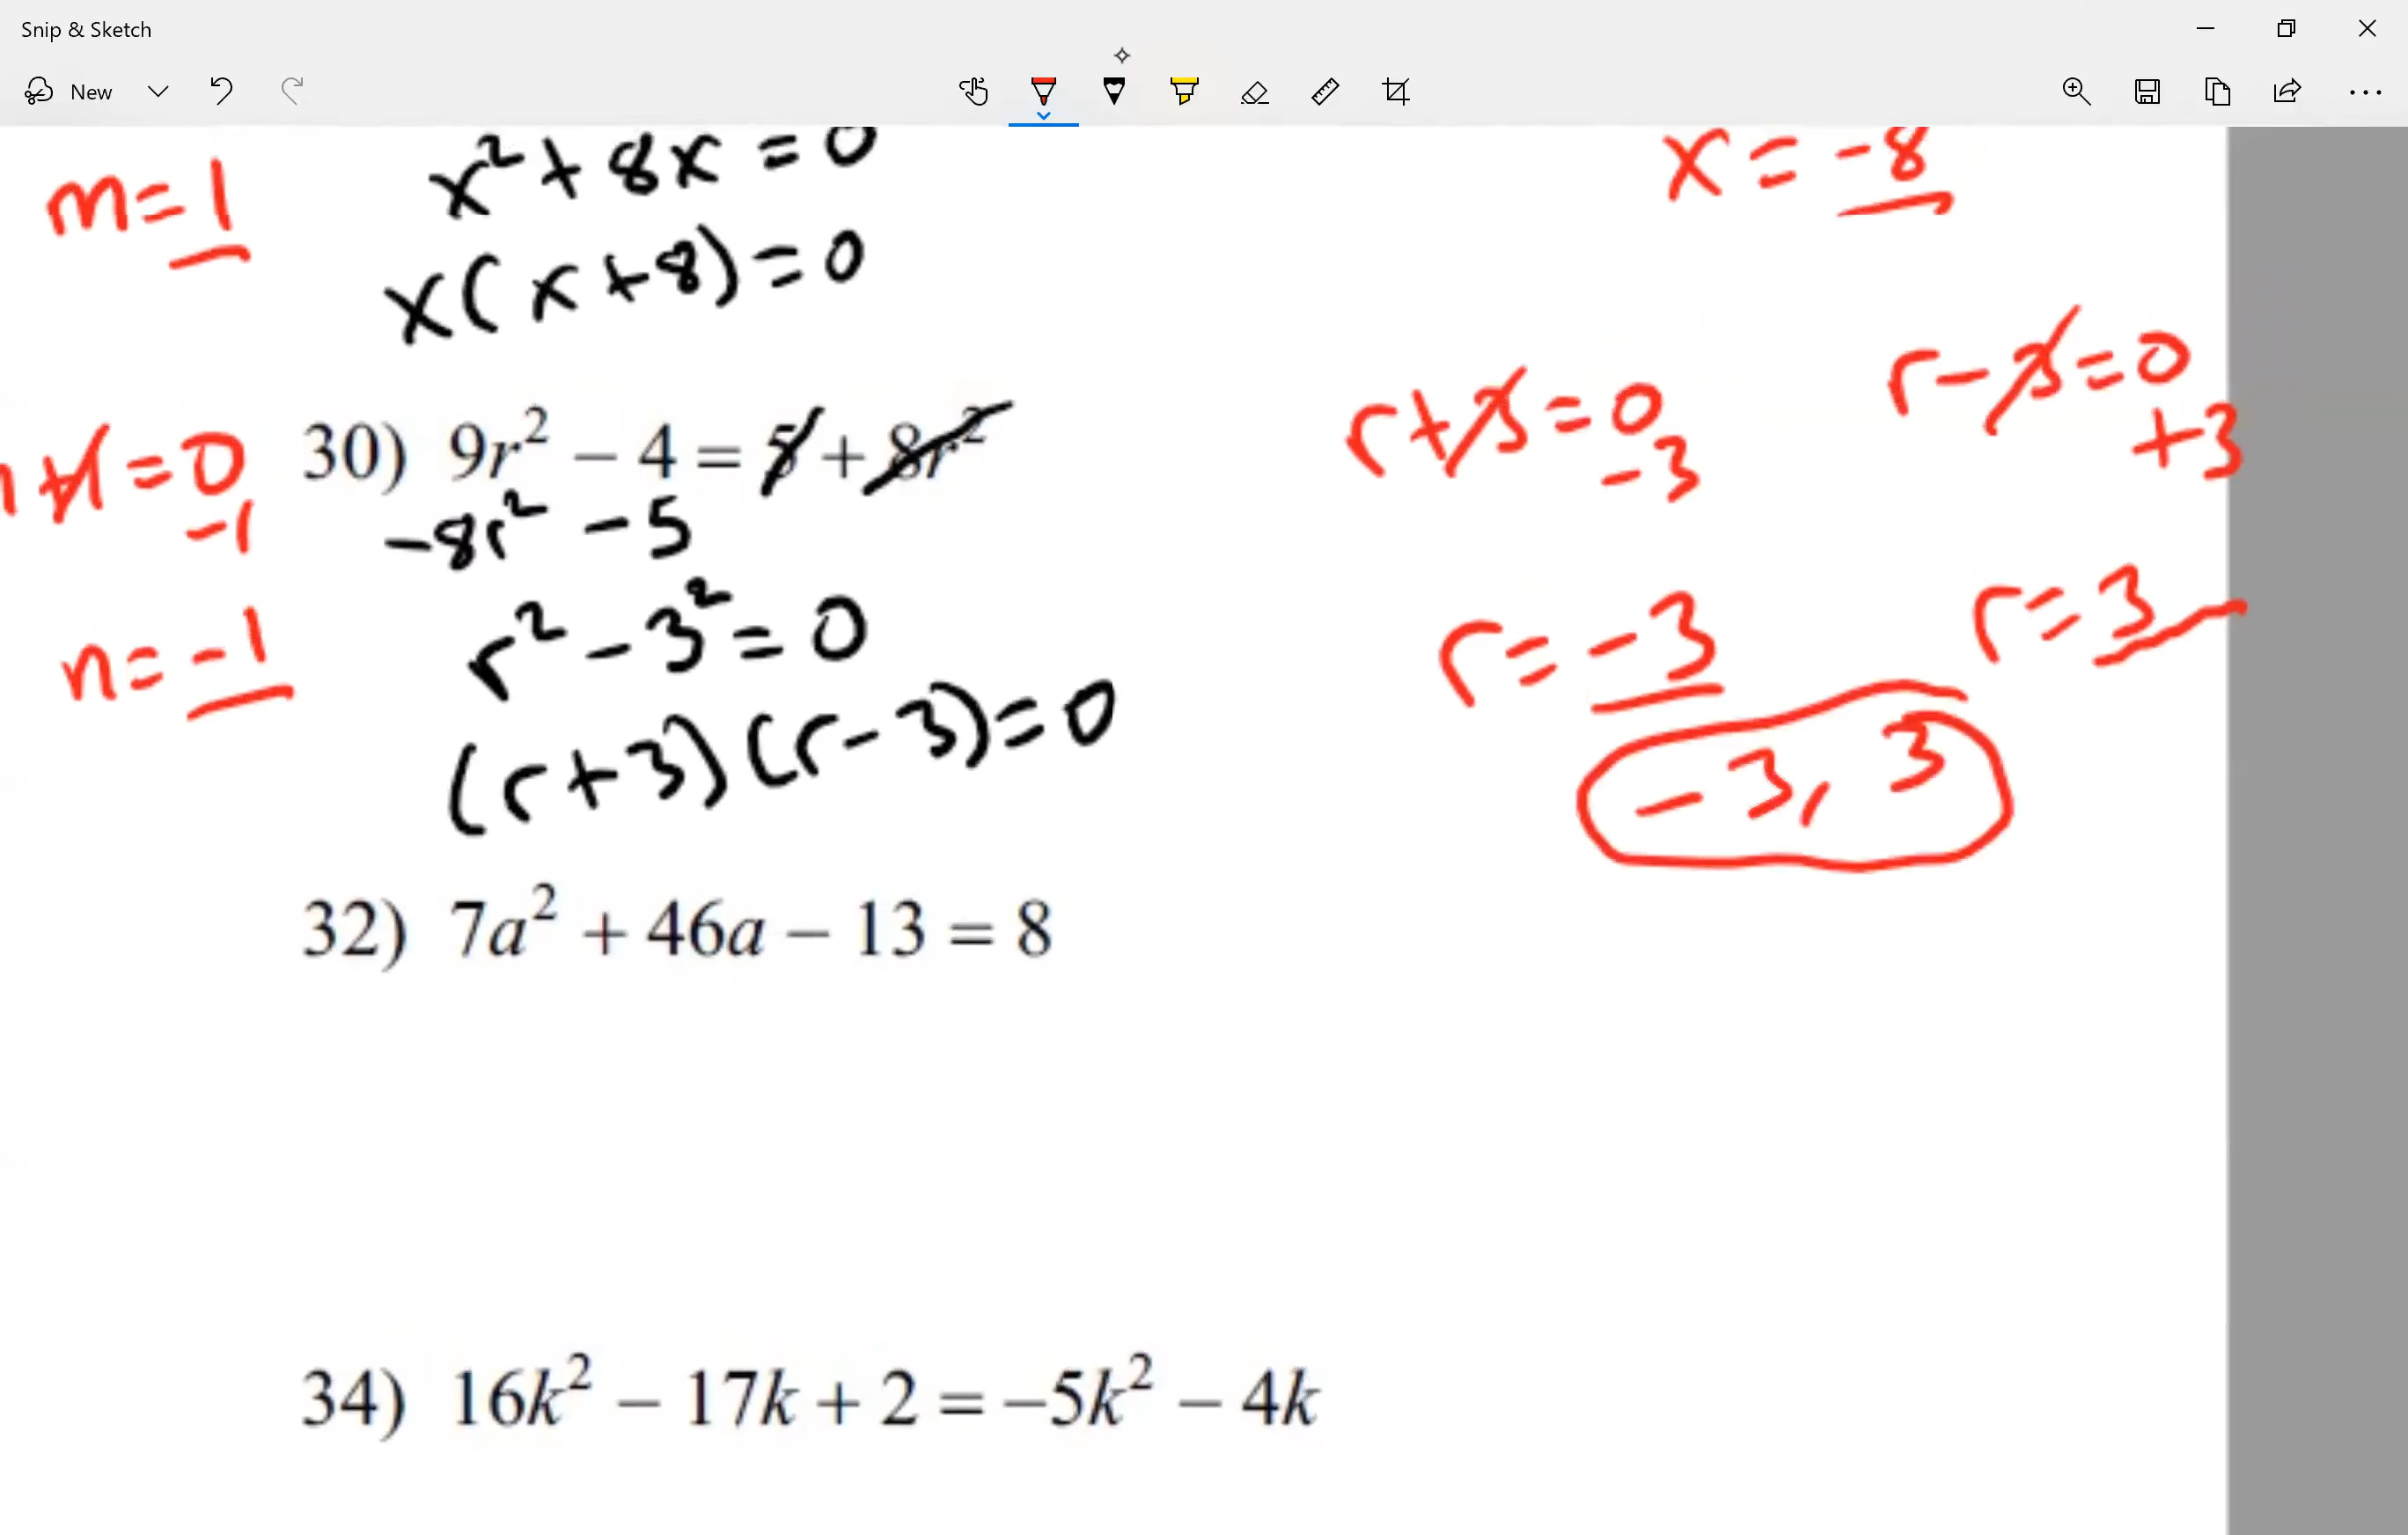 Snip & Sketch
New
m=1
x²+8x=0
x=-8
x(x+8)=0
+1=0
-1
n=-1
30) 9r² − 4 = 5 + 8r²
-8r² -5
r²-3²=0
(r+3)(r-3)=0
r+3=0
-3
r=-3
r-3=0
+3
r=3
-3, 3
32) 7a² + 46a − 13 = 8
34) 16k² − 17k + 2 = −5k² − 4k